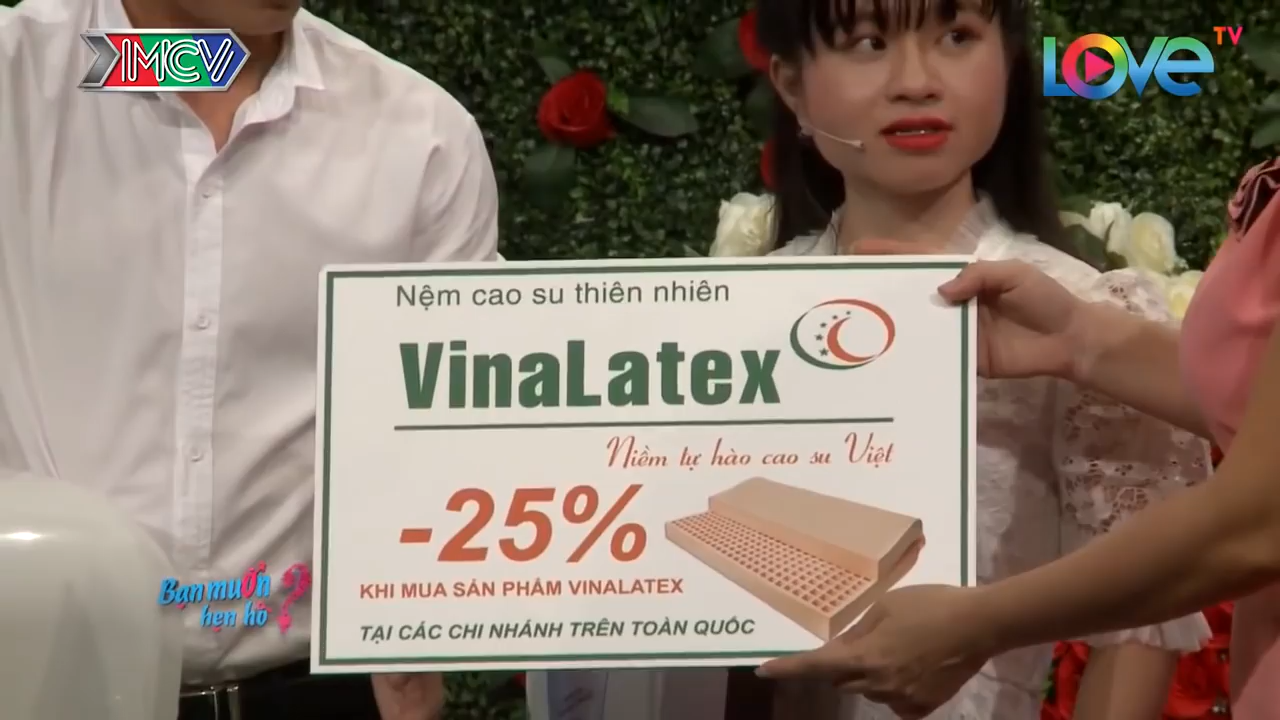 MCV
LOVE TV
Nệm cao su thiên nhiên
VinaLatex
Niềm tự hào cao su Việt
-25%
KHI MUA SẢN PHẨM VINALATEX
TẠI CÁC CHI NHÁNH TRÊN TOÀN QUỐC
Bạn muốn
hẹn hò ?